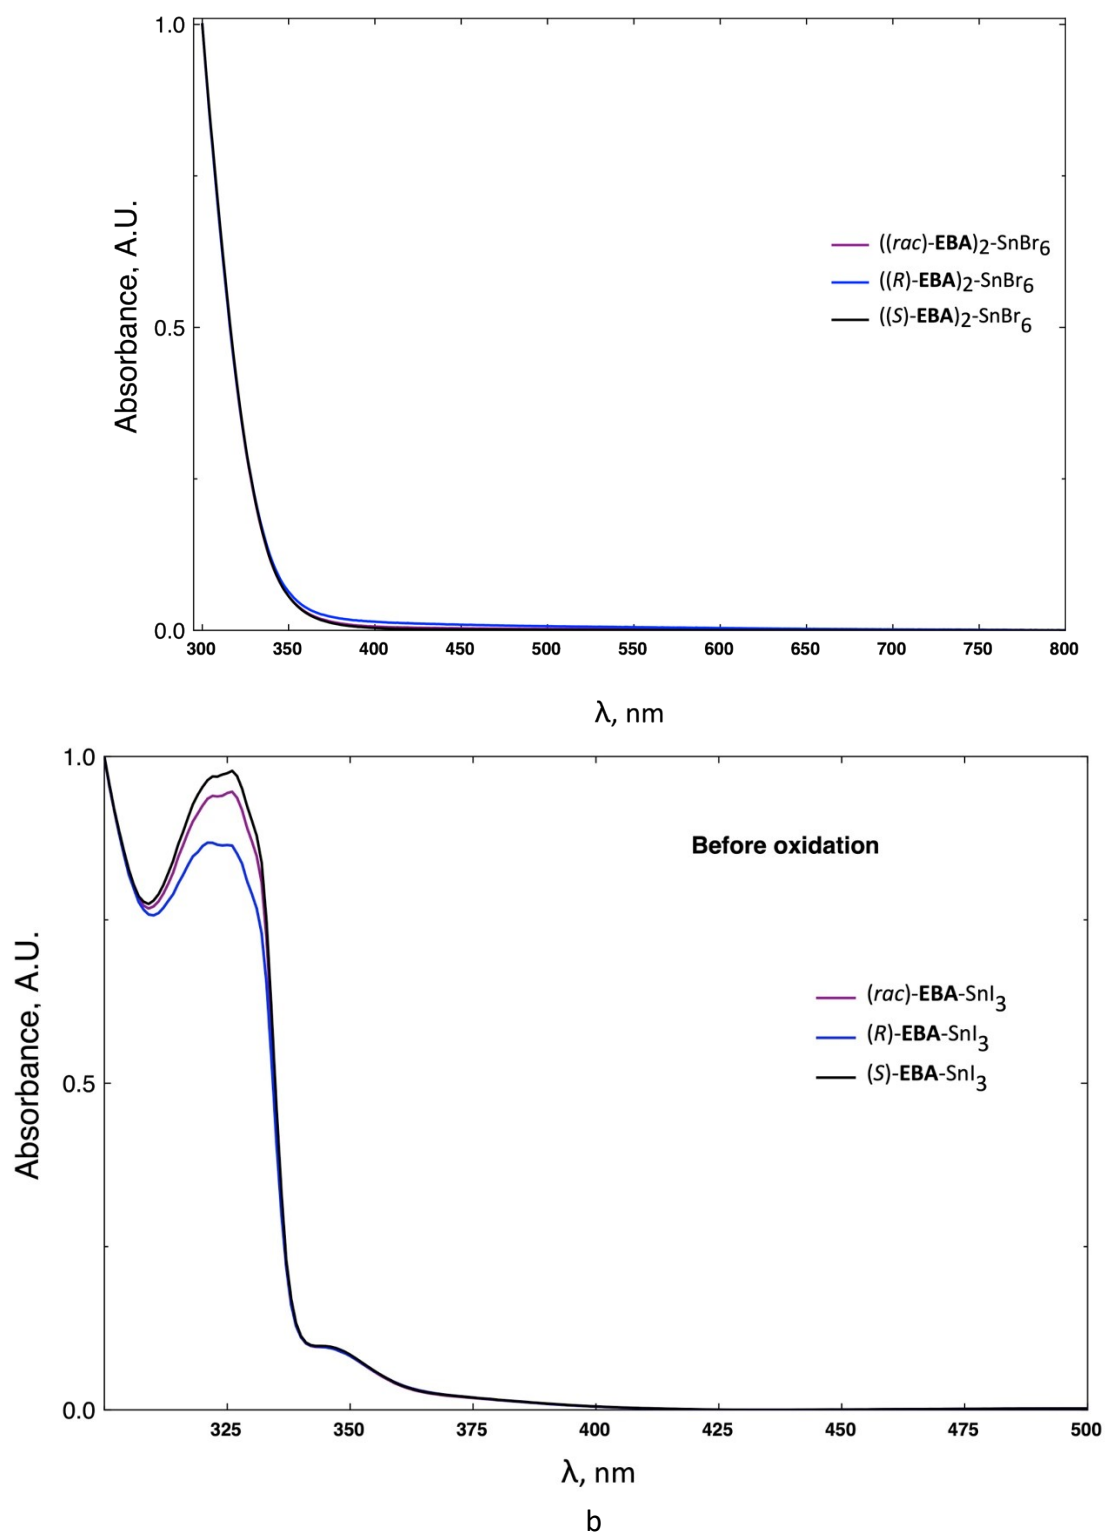 1.0
0.5
0.0
Absorbance, A.U.
((rac)-EBA)2-SnBr6
((R)-EBA)2-SnBr6
((S)-EBA)2-SnBr6
300 350 400 450 500 550 600 650 700 750 800
λ, nm
1.0
0.5
0.0
Absorbance, A.U.
Before oxidation
(rac)-EBA-SnI3
(R)-EBA-SnI3
(S)-EBA-SnI3
325 350 375 400 425 450 475 500
λ, nm
b